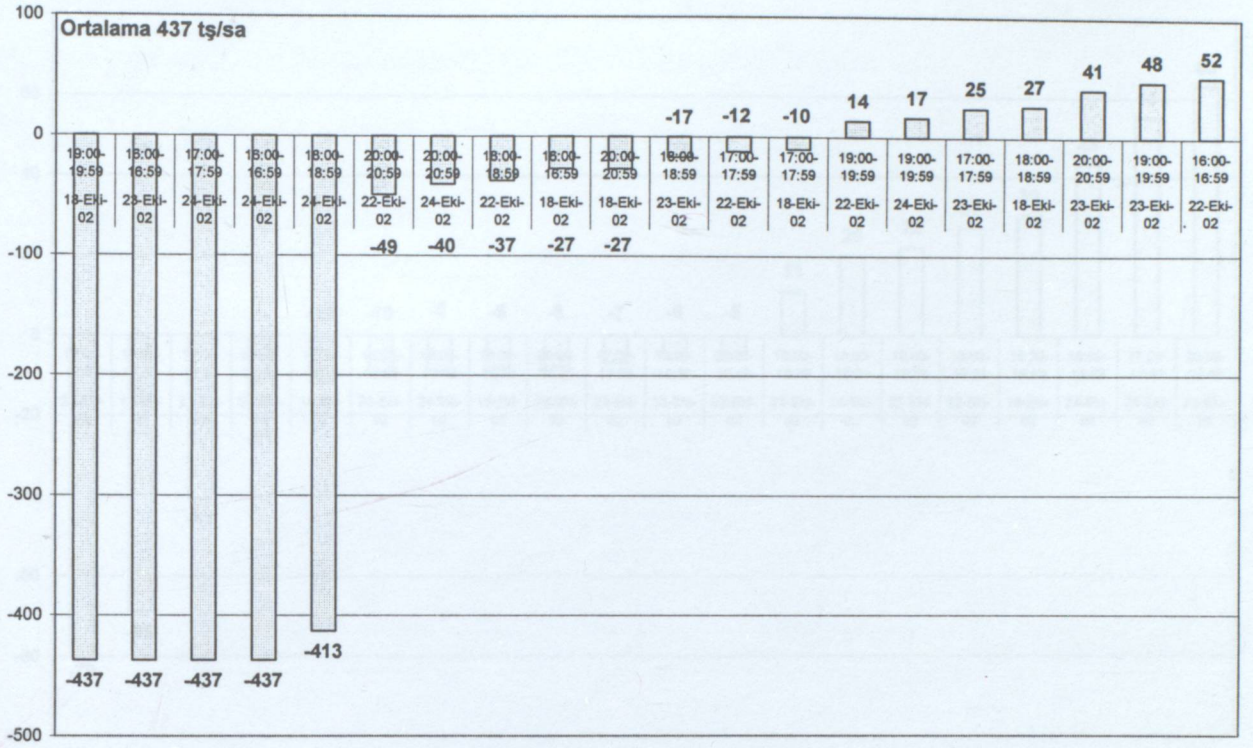 Ortalama 437 tş/sa
100
0
-100
-200
-300
-400
-500
-17 -12 -10 14 17 25 27 41 48 52
19:00- 16:00- 17:00- 16:00- 18:00- 20:00- 20:00- 18:00- 16:00- 20:00- 18:00- 17:00- 17:00- 19:00- 19:00- 17:00- 18:00- 20:00- 19:00- 16:00-
19:59 16:59 17:59 16:59 18:59 20:59 20:59 18:59 16:59 20:59 18:59 17:59 17:59 19:59 19:59 17:59 18:59 20:59 19:59 16:59
18-Eki- 23-Eki- 24-Eki- 24-Eki- 24-Eki- 22-Eki- 24-Eki- 22-Eki- 18-Eki- 18-Eki- 23-Eki- 22-Eki- 18-Eki- 22-Eki- 24-Eki- 23-Eki- 18-Eki- 23-Eki- 23-Eki- 22-Eki-
02 02 02 02 02 02 02 02 02 02 02 02 02 02 02 02 02 02 02 02
-49 -40 -37 -27 -27
-413
-437 -437 -437 -437